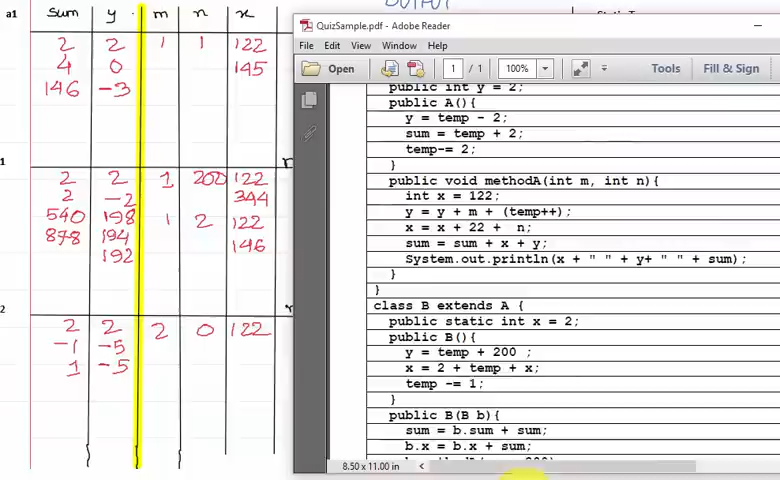 OUTPUT
a1
sum y m n x
2 2 1 1 122
4 0 145
146 -3
1
2 2 1 200 122
2 -2 344
540 198 1 2 122
878 194 146
192
2
2 2 2 0 122
-1 -5
1 -5
QuizSample.pdf - Adobe Reader
File Edit View Window Help
Open 1 / 1 100% Tools Fill & Sign
public int y = 2;
public A(){
y = temp - 2;
sum = temp + 2;
temp-= 2;
}
public void methodA(int m, int n){
int x = 122;
y = y + m + (temp++);
x = x + 22 + n;
sum = sum + x + y;
System.out.println(x + " " + y+ " " + sum);
}
}
class B extends A {
public static int x = 2;
public B(){
y = temp + 200 ;
x = 2 + temp + x;
temp -= 1;
}
public B(B b){
sum = b.sum + sum;
b.x = b.x + sum;
8.50 x 11.00 in